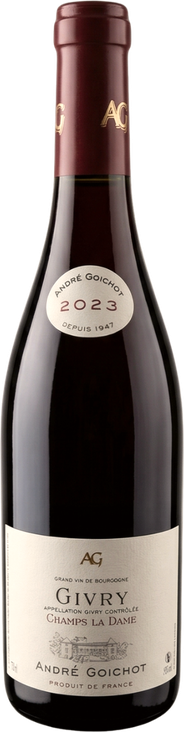 AG AG
ANDRÉ GOICHOT
2023
DEPUIS 1947
AG
GRAND VIN DE BOURGOGNE
GIVRY
APPELLATION GIVRY CONTRÔLÉE
CHAMPS LA DAME
ANDRÉ GOICHOT
PRODUIT DE FRANCE